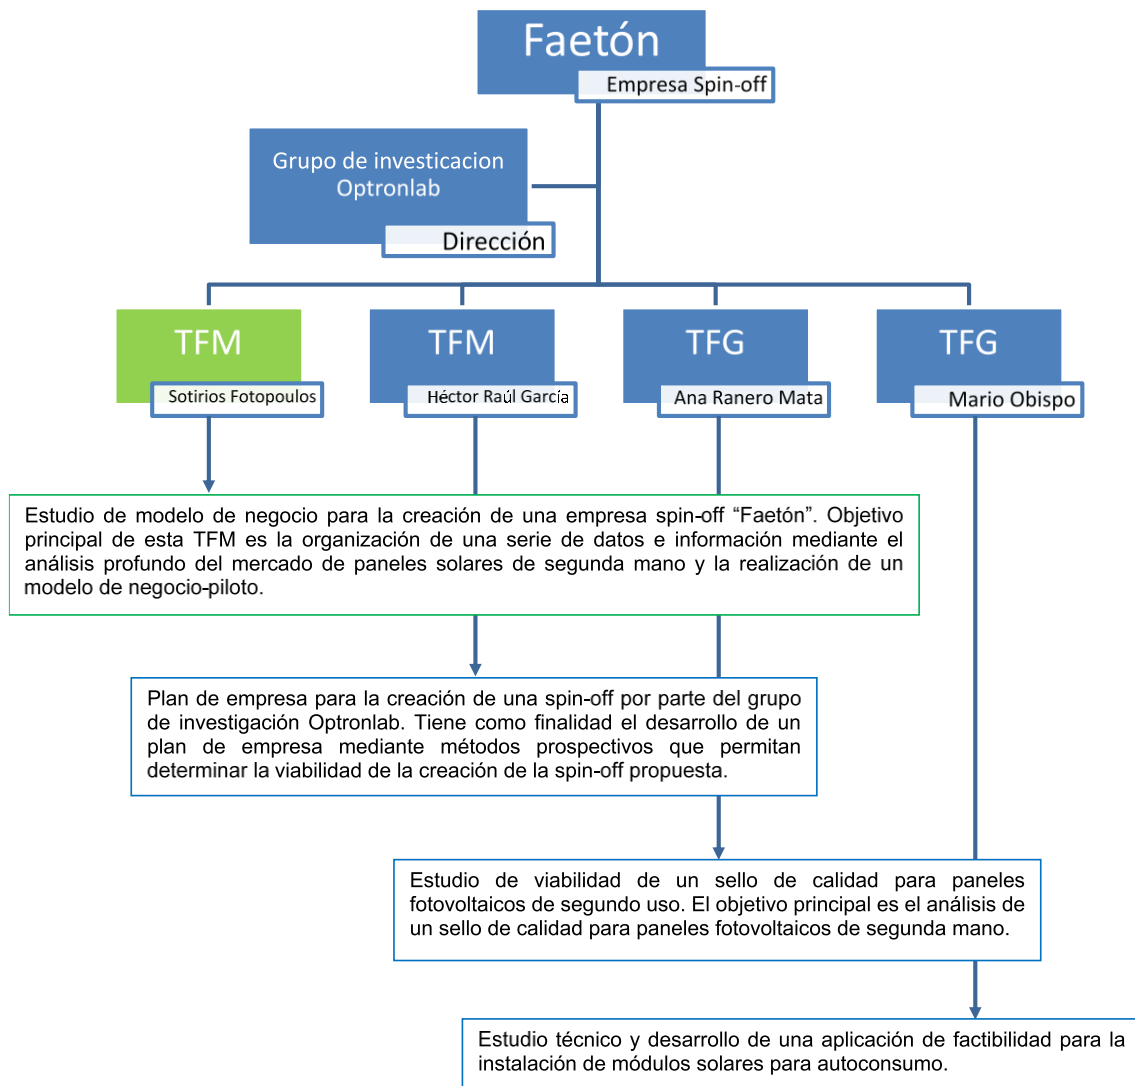 Faetón
Empresa Spin-off
Grupo de investicacion
Optronlab
Dirección
TFM
Sotirios Fotopoulos
TFM
Héctor Raúl García
TFG
Ana Ranero Mata
TFG
Mario Obispo
Estudio de modelo de negocio para la creación de una empresa spin-off “Faetón”. Objetivo
principal de esta TFM es la organización de una serie de datos e información mediante el
análisis profundo del mercado de paneles solares de segunda mano y la realización de un
modelo de negocio-piloto.
Plan de empresa para la creación de una spin-off por parte del grupo
de investigación Optronlab. Tiene como finalidad el desarrollo de un
plan de empresa mediante métodos prospectivos que permitan
determinar la viabilidad de la creación de la spin-off propuesta.
Estudio de viabilidad de un sello de calidad para paneles
fotovoltaicos de segundo uso. El objetivo principal es el análisis de
un sello de calidad para paneles fotovoltaicos de segunda mano.
Estudio técnico y desarrollo de una aplicación de factibilidad para la
instalación de módulos solares para autoconsumo.